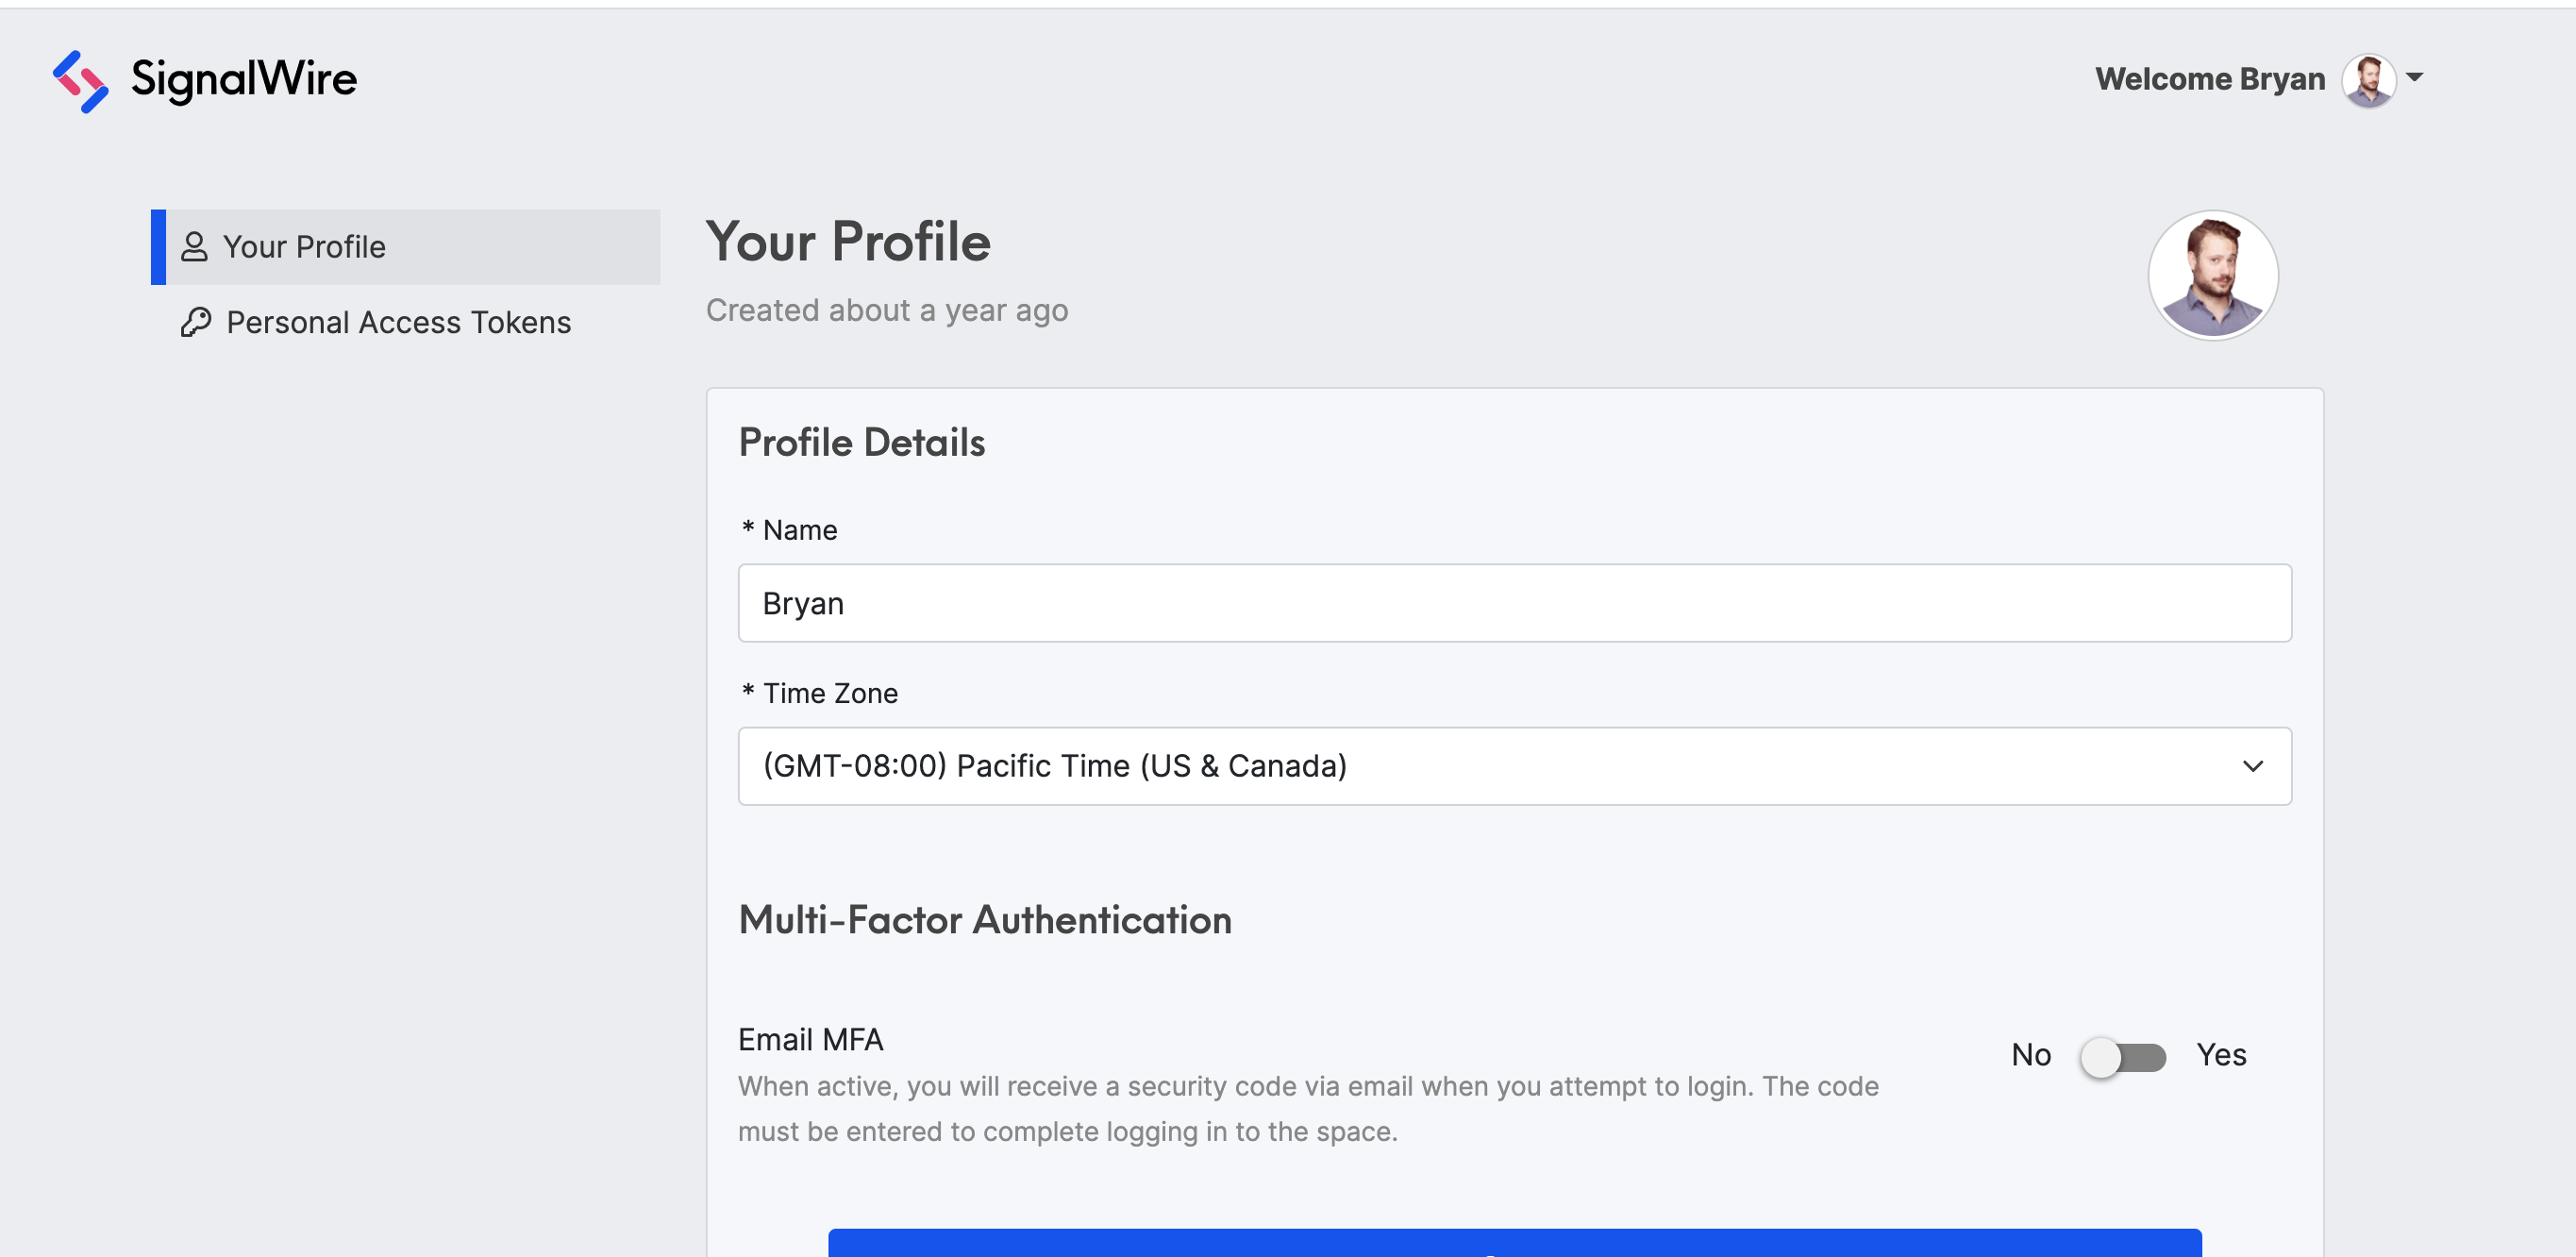 SignalWire
Welcome Bryan
Your Profile
Personal Access Tokens
Your Profile
Created about a year ago
Profile Details
* Name
Bryan
* Time Zone
(GMT-08:00) Pacific Time (US & Canada)
Multi-Factor Authentication
Email MFA
No Yes
When active, you will receive a security code via email when you attempt to login. The code
must be entered to complete logging in to the space.